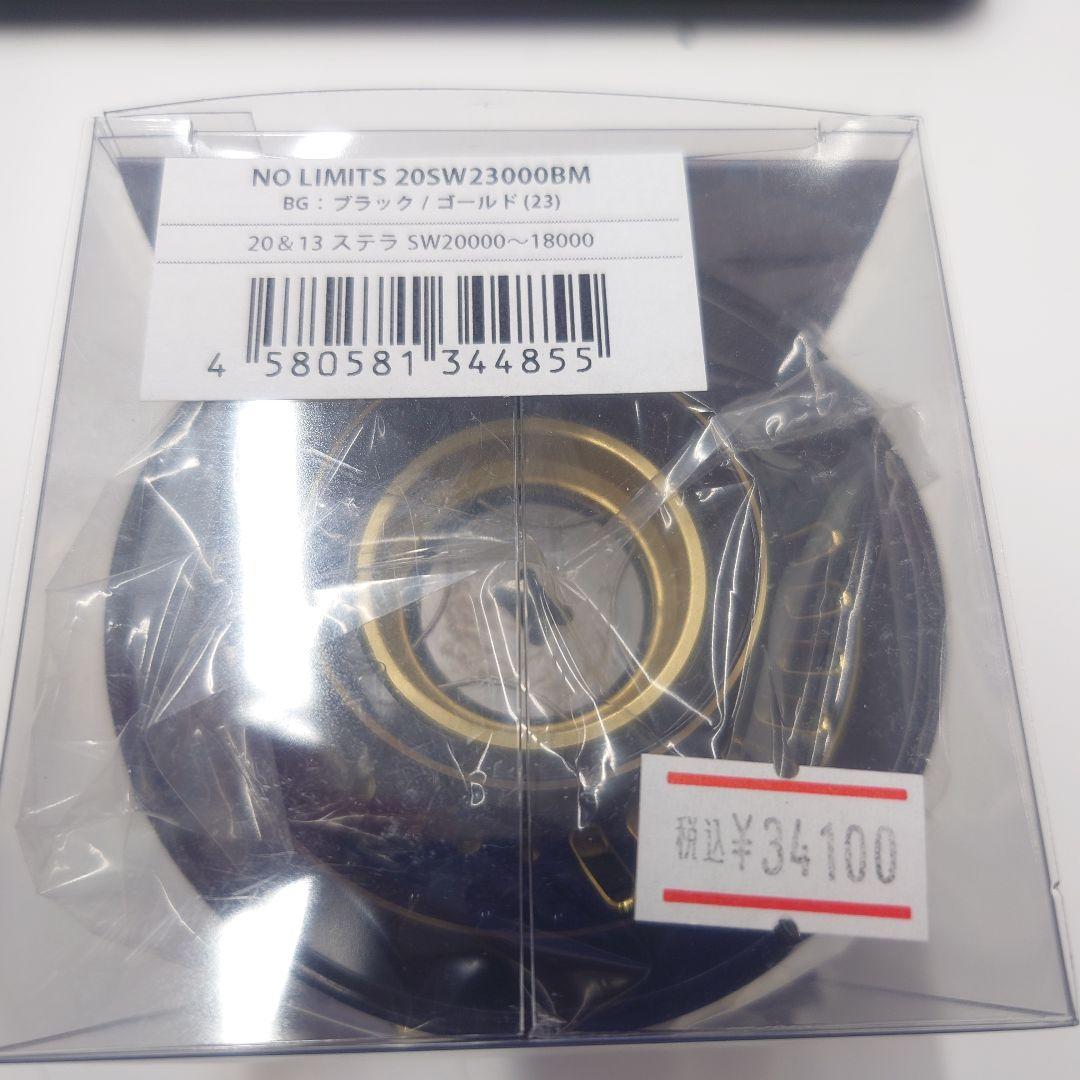 NO LIMITS 20SW23000BM
BG：ブラック / ゴールド (23)
20＆13 ステラ SW20000～18000
4 580581 344855
税込¥34100